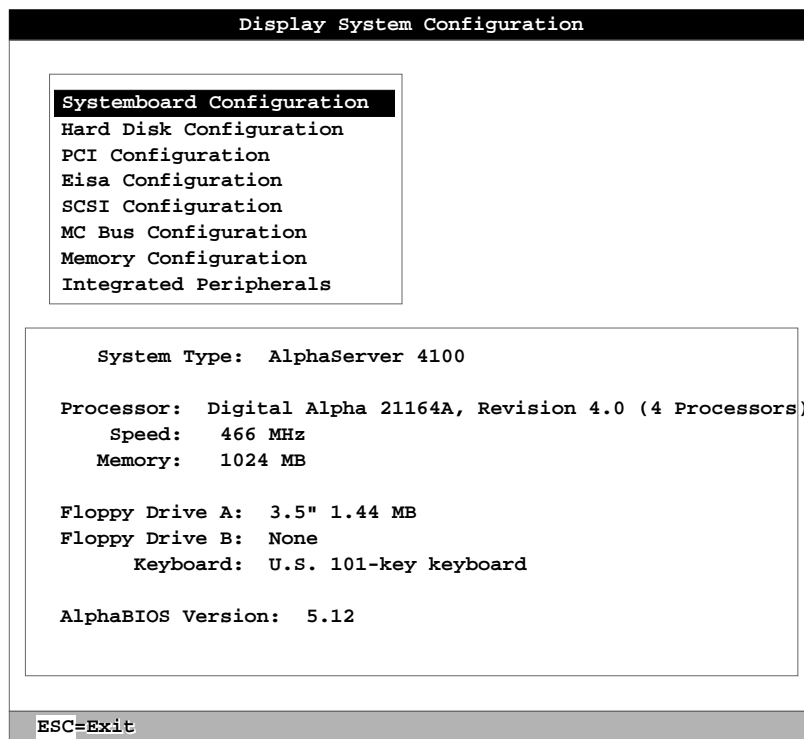 Display System Configuration
Systemboard Configuration
Hard Disk Configuration
PCI Configuration
Eisa Configuration
SCSI Configuration
MC Bus Configuration
Memory Configuration
Integrated Peripherals
System Type: AlphaServer 4100
Processor: Digital Alpha 21164A, Revision 4.0 (4 Processors)
Speed: 466 MHz
Memory: 1024 MB
Floppy Drive A: 3.5" 1.44 MB
Floppy Drive B: None
Keyboard: U.S. 101-key keyboard
AlphaBIOS Version: 5.12
ESC=Exit